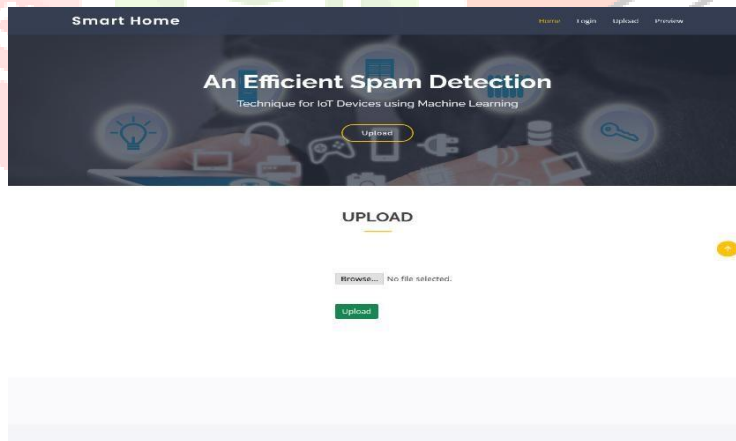 Smart Home
Home Login Upload Preview
An Efficient Spam Detection
Technique for IoT Devices using Machine Learning
Upload
UPLOAD
Browse... No file selected.
Upload